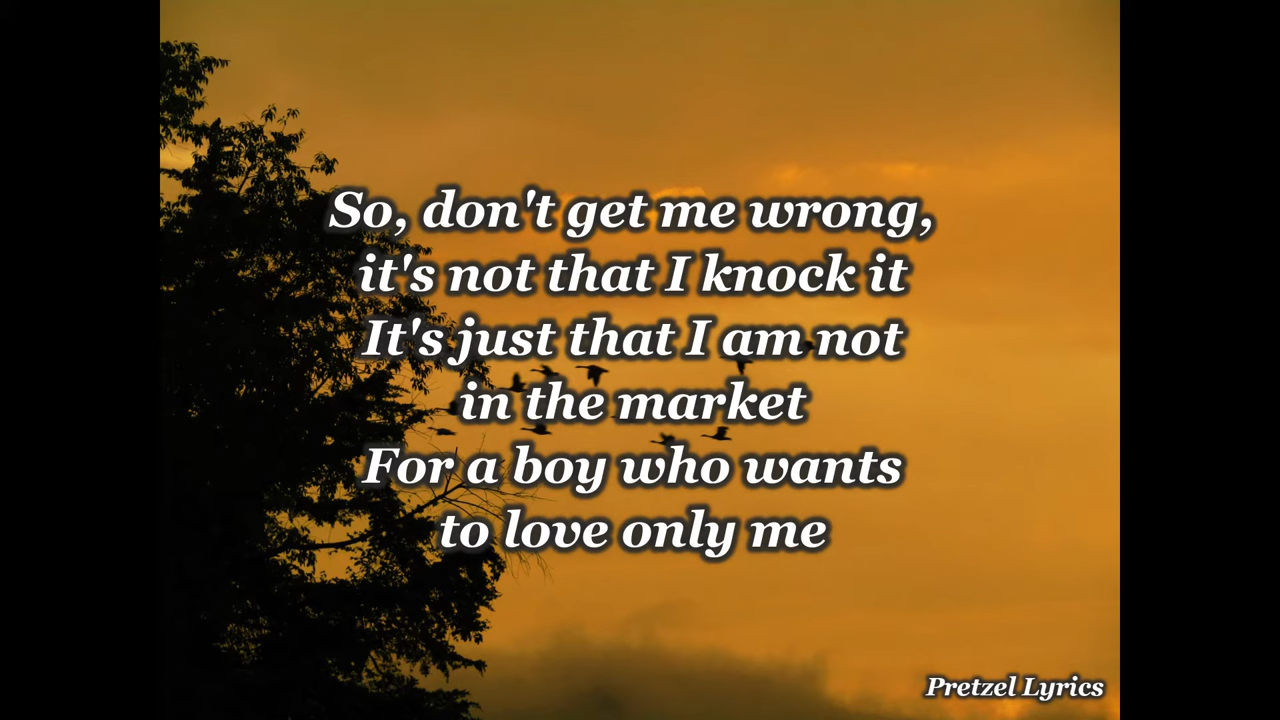 So, don't get me wrong,
it's not that I knock it
It's just that I am not
in the market
For a boy who wants
to love only me
Pretzel Lyrics